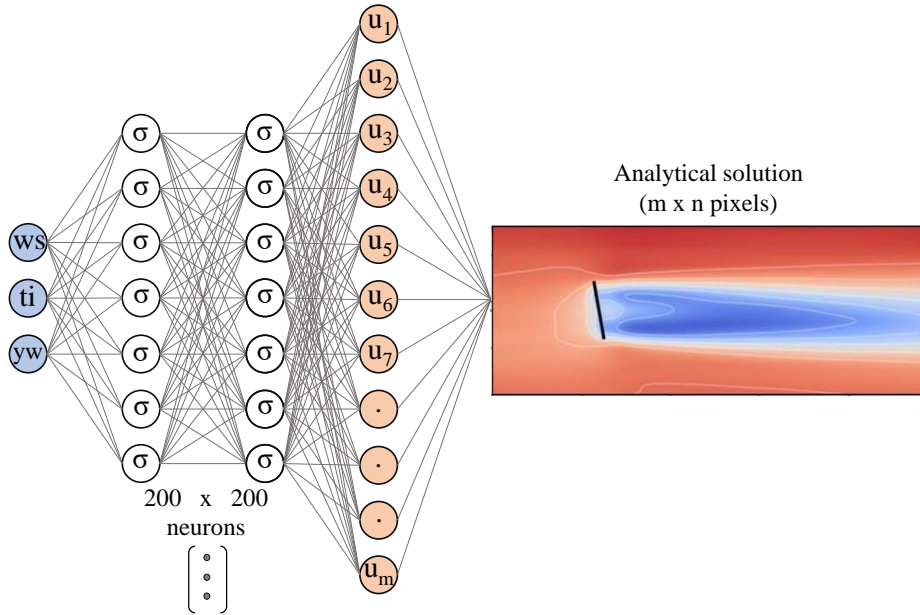 ws
ti
yw
σ
σ
σ
σ
σ
σ
σ
σ
σ
σ
σ
σ
σ
σ
200 x 200
neurons
u₁
u₂
u₃
u₄
u₅
u₆
u₇
.
.
.
uₘ
Analytical solution
(m x n pixels)